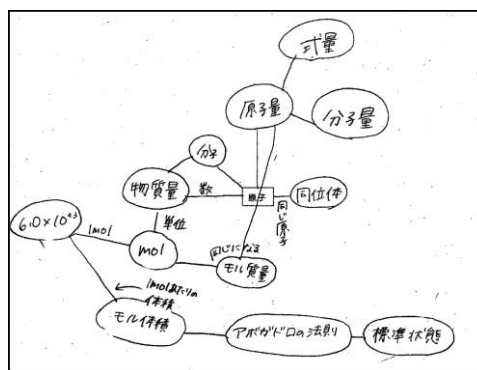 式量
原子量
分子量
分子
物質量
数
原子
同位体
同じ原子
単位
6.0×10²³
1mol
mol
同じになる
モル質量
1molあたりの
体積
モル体積
アボガドロの法則
標準状態